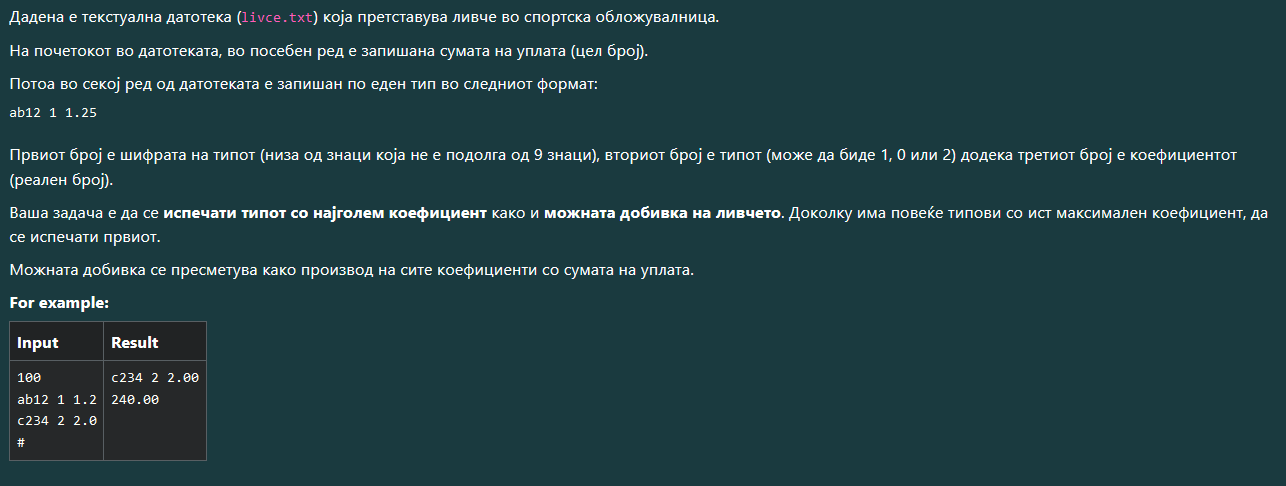 Дадена е текстуална датотека (livce.txt) која претставува ливче во спортска обложувалница.
На почетокот во датотеката, во посебен ред е запишана сумата на уплата (цел број).
Потоа во секој ред од датотеката е запишан по еден тип во следниот формат:
ab12 1 1.25
Првиот број е шифрата на типот (низа од знаци која не е подолга од 9 знаци), вториот број е типот (може да биде 1, 0 или 2) додека третиот број е коефициентот
(реален број).
Ваша задача е да се испечати типот со најголем коефициент како и можната добивка на ливчето. Доколку има повеќе типови со ист максимален коефициент, да
се испечати првиот.
Можната добивка се пресметува како производ на сите коефициенти со сумата на уплата.
For example:
Input Result
100 c234 2 2.00
ab12 1 1.2 240.00
c234 2 2.0
#